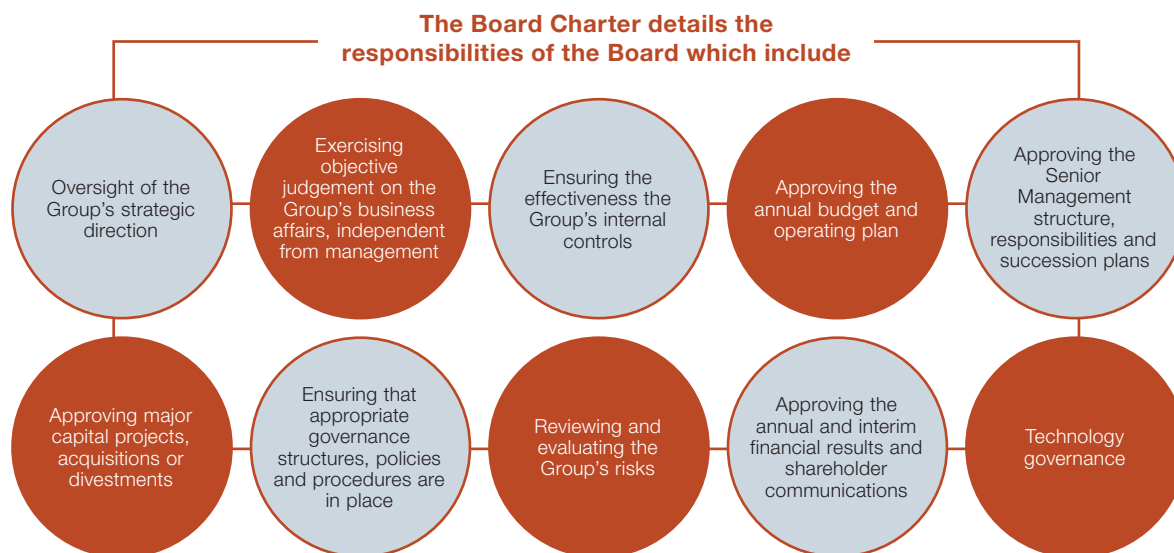 The Board Charter details the
responsibilities of the Board which include
Oversight of the
Group's strategic
direction
Exercising
objective
judgement on the
Group's business
affairs, independent
from management
Ensuring the
effectiveness the
Group's internal
controls
Approving the
annual budget and
operating plan
Approving the
Senior
Management
structure,
responsibilities and
succession plans
Approving major
capital projects,
acquisitions or
divestments
Ensuring that
appropriate
governance
structures, policies
and procedures are
in place
Reviewing and
evaluating the
Group's risks
Approving the
annual and interim
financial results and
shareholder
communications
Technology
governance